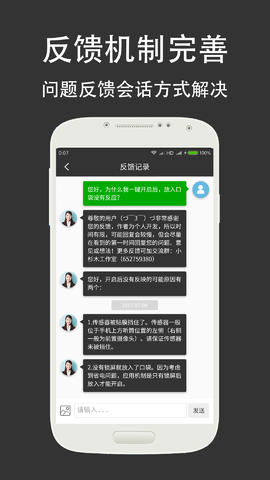 反馈机制完善
问题反馈会话方式解决
0:07
HD
100%
反馈记录
您好，为什么我一键开启后，放入口
袋没有反应?
尊敬的用户（づ￣3￣）づ非常感谢
您的反馈，作者为个人开发，所以时
间有限，可能回复会较慢，但会尽量
在看到的第一时间回复您的问题。意
见或想法！更多反馈可加交流群：小
杉木工作室（652759380）
您好，开启后没有反映的可能原因有
两个：
1.传感器被贴膜挡住了。传感器一般
位于手机上方听筒位置的左侧（右侧
一般为前置摄像头）。请保证传感器
未被挡住。
2.没有锁屏就放入了口袋。因为考虑
到省电问题，应用机制是只有锁屏后
放入才能开启。
请输入...
发送